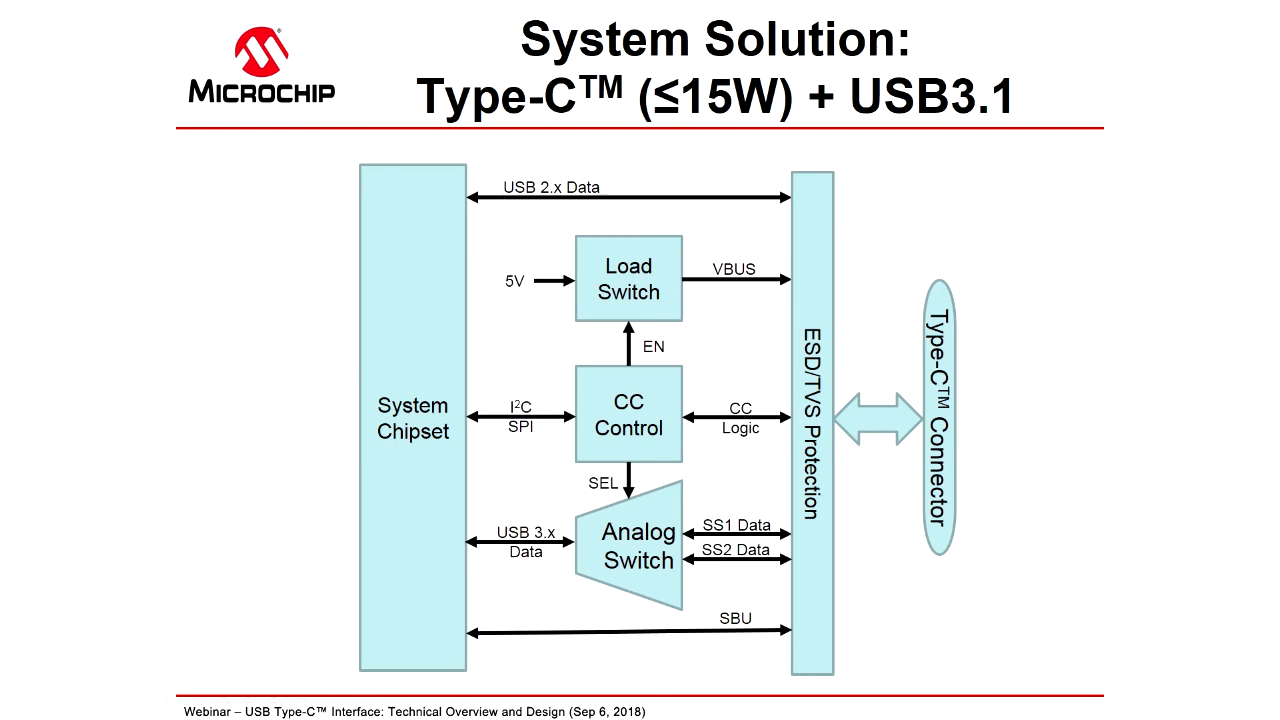 MICROCHIP
System Solution:
Type-C™ (≤15W) + USB3.1
USB 2.x Data
Load
Switch
5V
VBUS
EN
System
Chipset
I²C
SPI
CC
Control
CC
Logic
SEL
USB 3.x
Data
Analog
Switch
SS1 Data
SS2 Data
SBU
ESD/TVS Protection
Type-C™ Connector
Webinar – USB Type-C™ Interface: Technical Overview and Design (Sep 6, 2018)